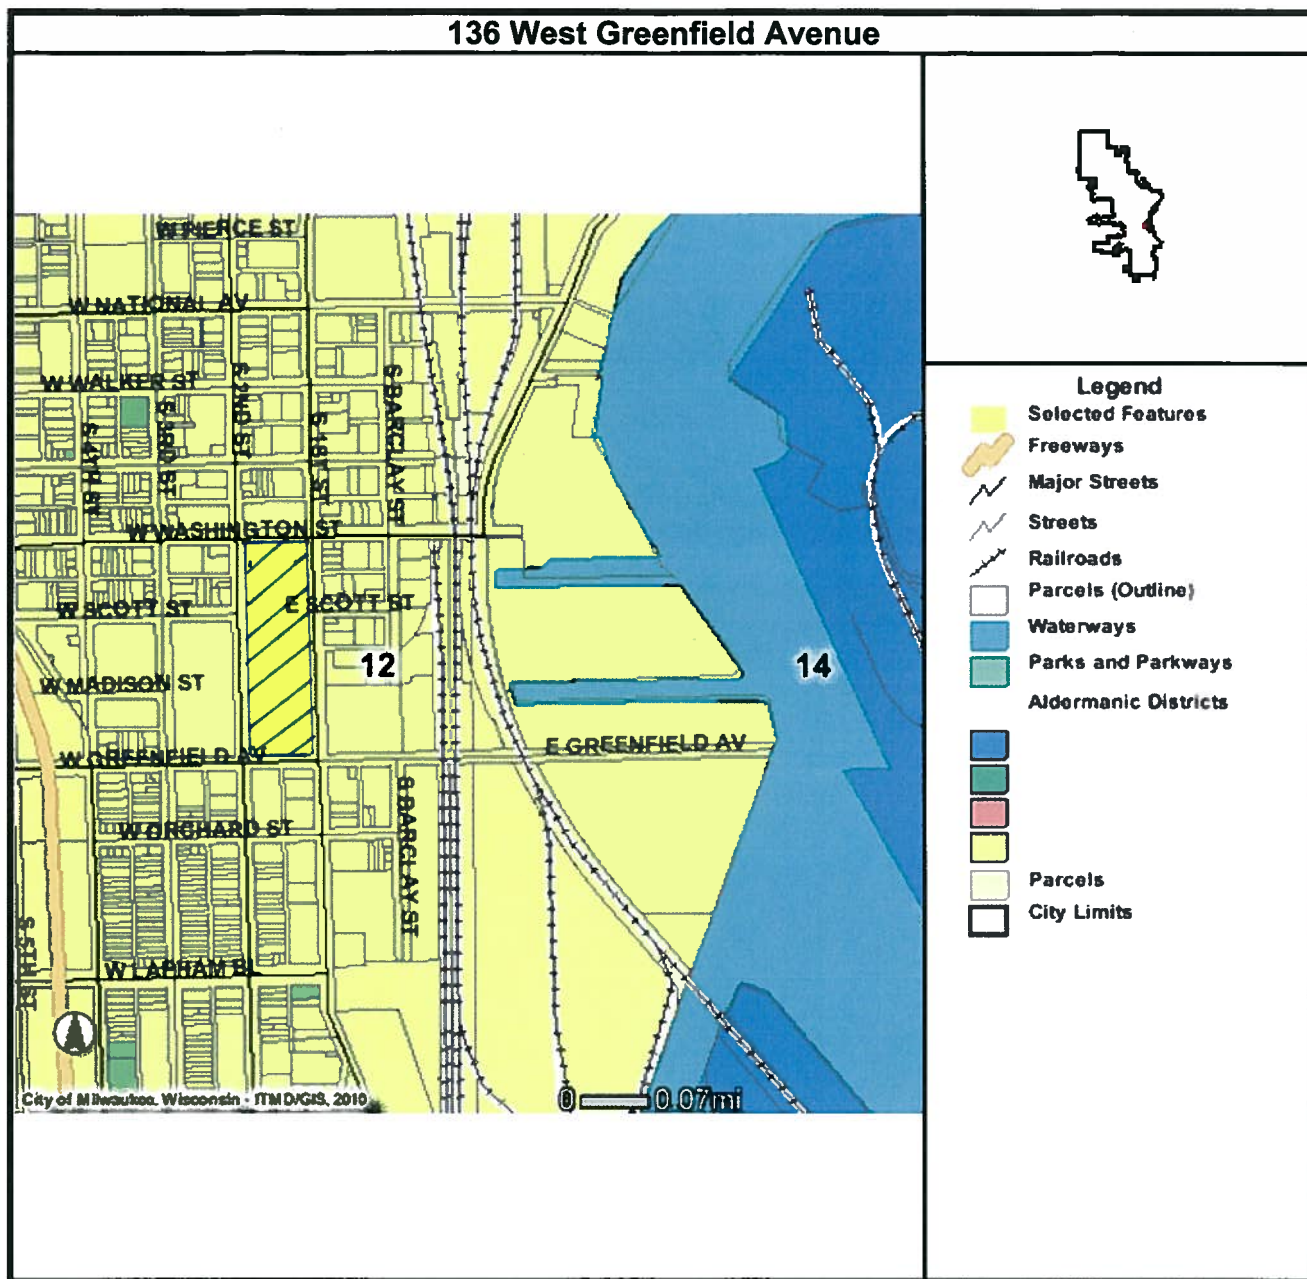 136 West Greenfield Avenue
W PIERCE ST
W NATIONAL AV
W WALKER ST
S 2ND ST
S BARCLAY ST
S 3RD ST
S 1ST ST
S 4TH ST
W WASHINGTON ST
E SCOTT ST
W SCOTT ST
12
14
W MADISON ST
E GREENFIELD AV
W GREENFIELD AV
S BARCLAY ST
W ORCHARD ST
S 5TH ST
W LAPHAM BL
City of Milwaukee, Wisconsin - ITMD/GIS, 2010
0 0.07mi
Legend
Selected Features
Freeways
Major Streets
Streets
Railroads
Parcels (Outline)
Waterways
Parks and Parkways
Aldermanic Districts
Parcels
City Limits